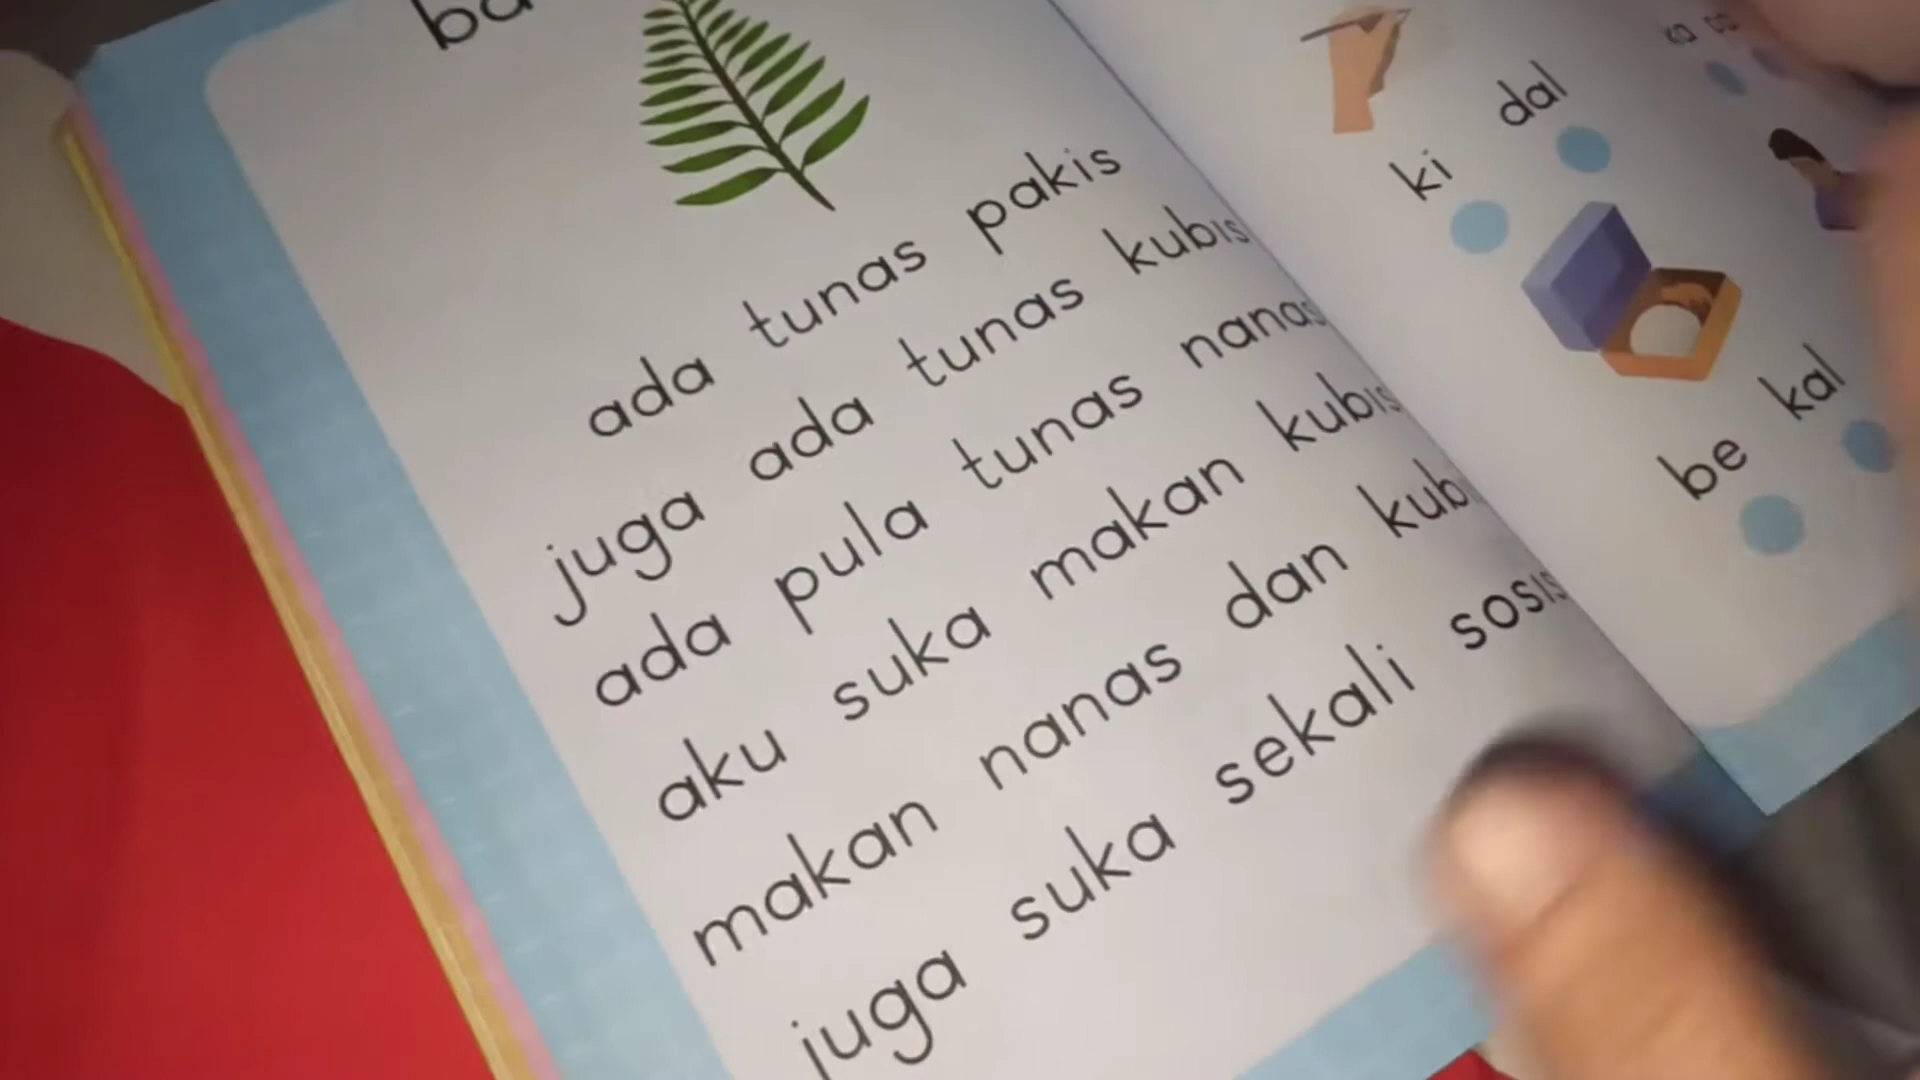 ada tunas pakis
juga ada tunas kubis
ada pula tunas nanas
aku suka makan kubis
makan nanas dan
juga suka sekali sosis
ki dal
be kal